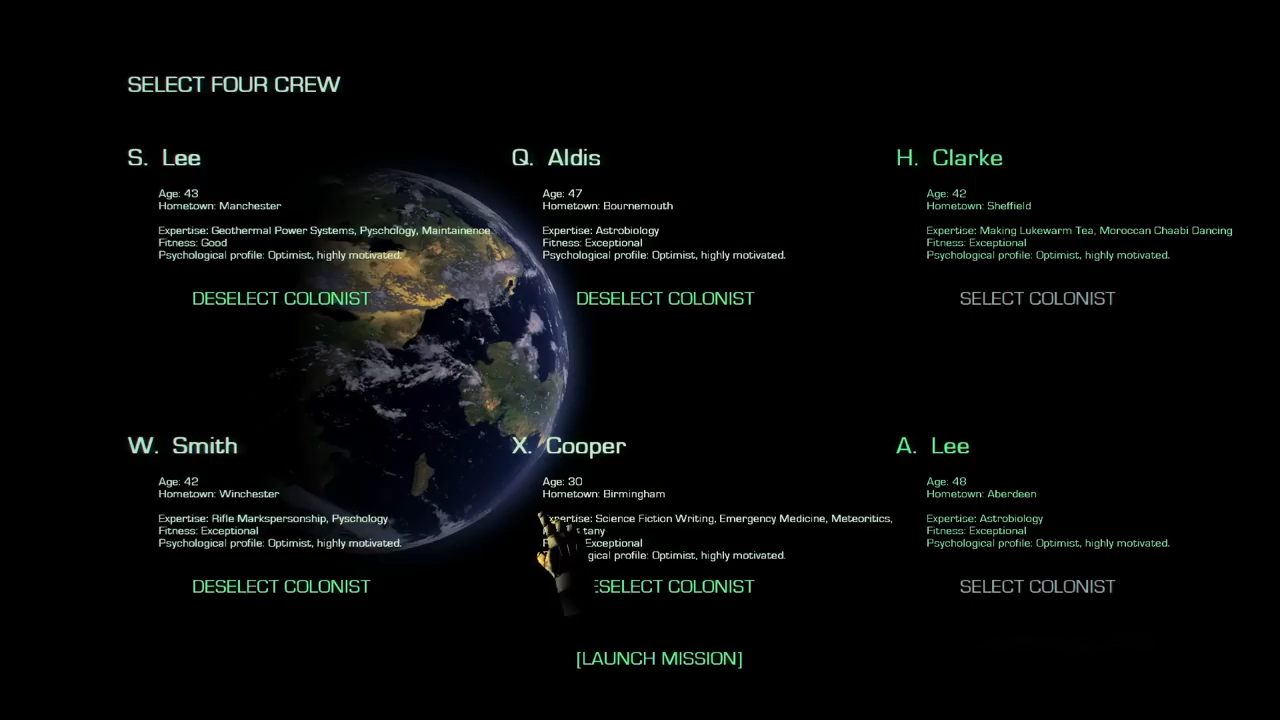 SELECT FOUR CREW
S. Lee
Age: 43
Hometown: Manchester
Expertise: Geothermal Power Systems, Pyschology, Maintainence
Fitness: Good
Psychological profile: Optimist, highly motivated.
DESELECT COLONIST
Q. Aldis
Age: 47
Hometown: Bournemouth
Expertise: Astrobiology
Fitness: Exceptional
Psychological profile: Optimist, highly motivated.
DESELECT COLONIST
H. Clarke
Age: 42
Hometown: Sheffield
Expertise: Making Lukewarm Tea, Moroccan Chaabi Dancing
Fitness: Exceptional
Psychological profile: Optimist, highly motivated.
SELECT COLONIST
W. Smith
Age: 42
Hometown: Winchester
Expertise: Rifle Markspersonship, Pyschology
Fitness: Exceptional
Psychological profile: Optimist, highly motivated.
DESELECT COLONIST
X. Cooper
Age: 30
Hometown: Birmingham
Science Fiction Writing, Emergency Medicine, Meteoritics,
Exceptional
profile: Optimist, highly motivated.
COLONIST
A. Lee
Age: 48
Hometown: Aberdeen
Expertise: Astrobiology
Fitness: Exceptional
Psychological profile: Optimist, highly motivated.
SELECT COLONIST
[LAUNCH MISSION]